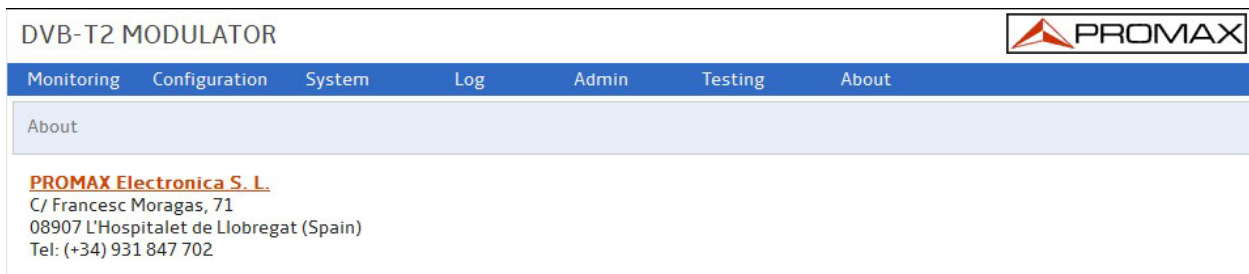 DVB-T2 MODULATOR
PROMAX
Monitoring Configuration System Log Admin Testing About
About
PROMAX Electronica S. L.
C/ Francesc Moragas, 71
08907 L'Hospitalet de Llobregat (Spain)
Tel: (+34) 931 847 702